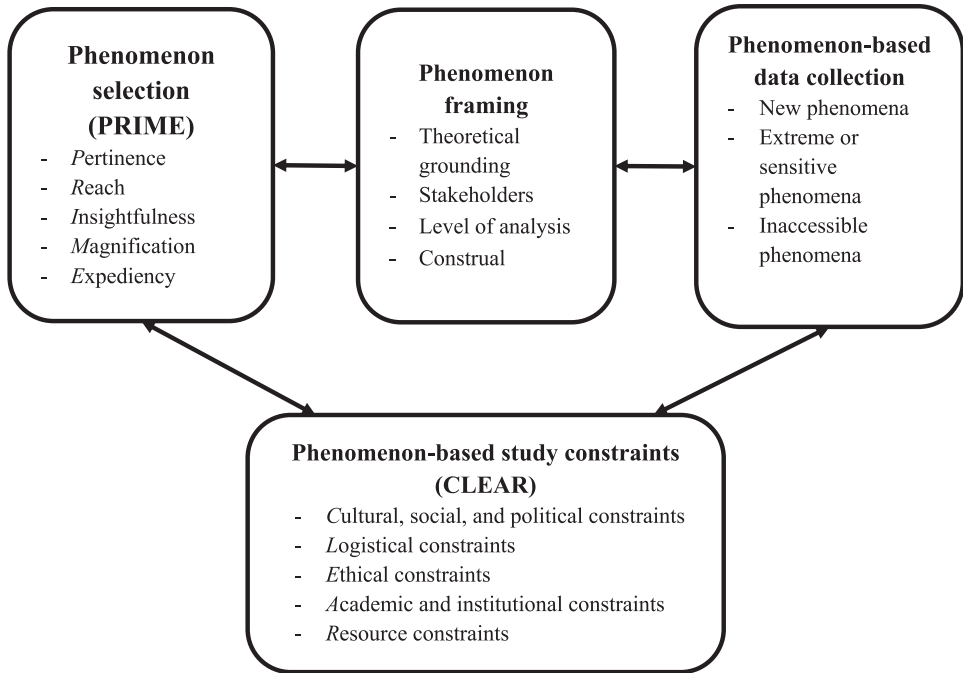 Phenomenon
selection
(PRIME)
- Pertinence
- Reach
- Insightfulness
- Magnification
- Expediency
Phenomenon
framing
- Theoretical
grounding
- Stakeholders
- Level of analysis
- Construal
Phenomenon-based
data collection
- New phenomena
- Extreme or
sensitive
phenomena
- Inaccessible
phenomena
Phenomenon-based study constraints
(CLEAR)
- Cultural, social, and political constraints
- Logistical constraints
- Ethical constraints
- Academic and institutional constraints
- Resource constraints